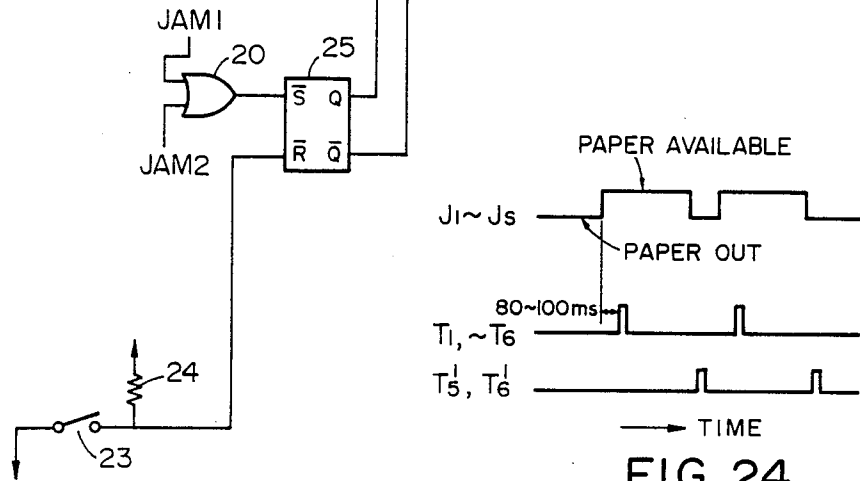 JAM1
20
25
S̅ Q
R̅ Q̅
JAM2
24
23
PAPER AVAILABLE
J1~JS
PAPER OUT
80~100ms
T1,~T6
T5', T6'
TIME
FIG. 24